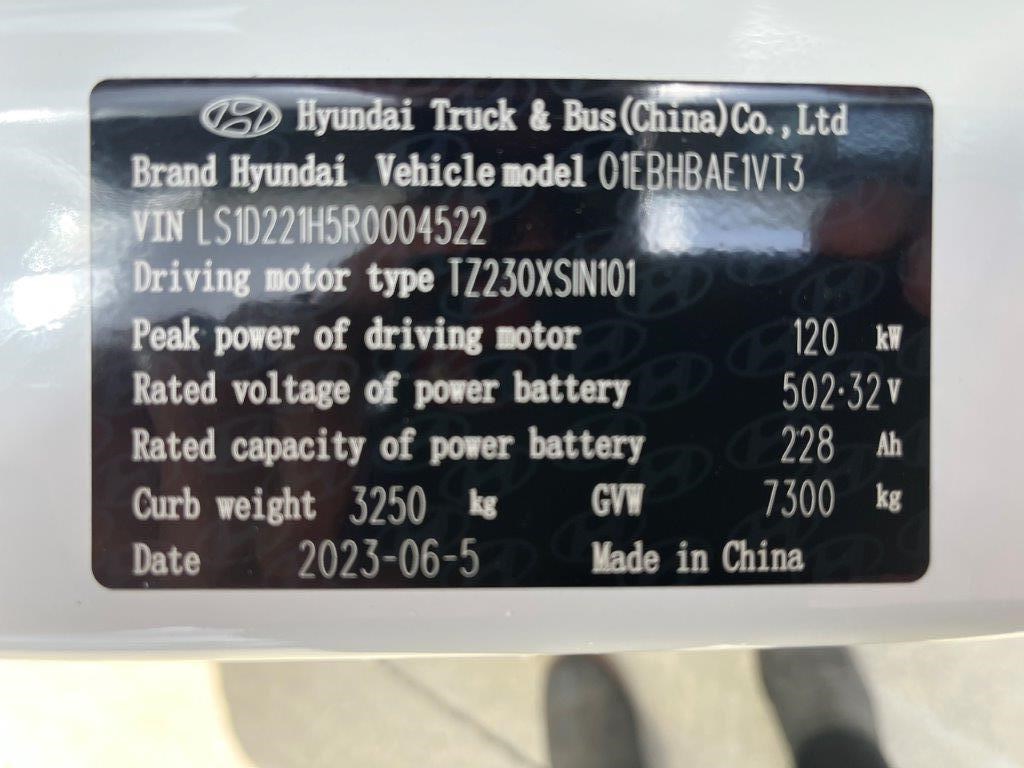 Hyundai Truck & Bus(China)Co.,Ltd
Brand Hyundai Vehicle model 01EBHBAE1VT3
VIN LS1D221H5R0004522
Driving motor type TZ230XSIN101
Peak power of driving motor 120 kW
Rated voltage of power battery 502·32 V
Rated capacity of power battery 228 Ah
Curb weight 3250 kg GVW 7300 kg
Date 2023-06-5 Made in China